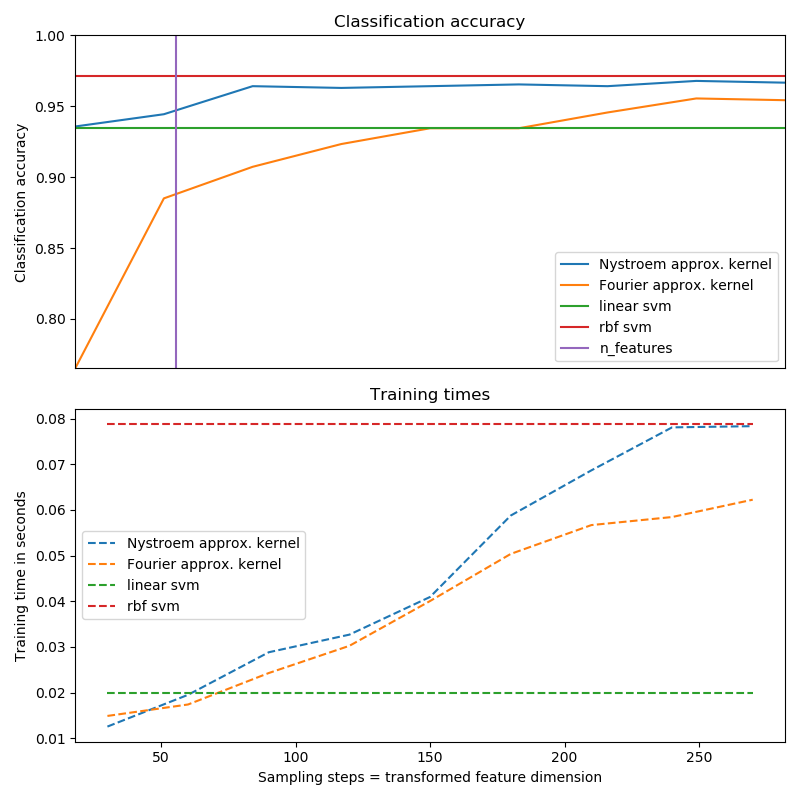 Classification accuracy
1.00
0.95
0.90
0.85
0.80
Classification accuracy
Nystroem approx. kernel
Fourier approx. kernel
linear svm
rbf svm
n_features
Training times
0.08
0.07
0.06
0.05
0.04
0.03
0.02
0.01
Training time in seconds
Nystroem approx. kernel
Fourier approx. kernel
linear svm
rbf svm
50 100 150 200 250
Sampling steps = transformed feature dimension